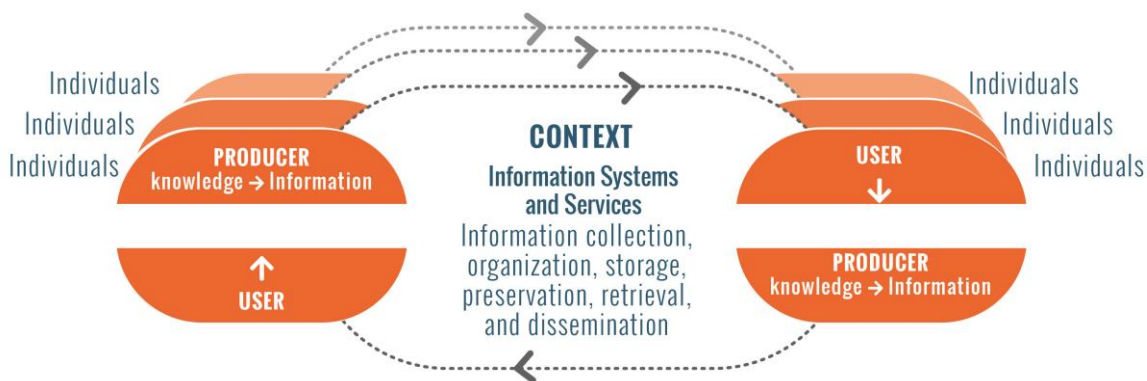 Individuals
Individuals
Individuals
PRODUCER
knowledge → Information
USER
CONTEXT
Information Systems
and Services
Information collection,
organization, storage,
preservation, retrieval,
and dissemination
Individuals
Individuals
Individuals
USER
PRODUCER
knowledge → Information